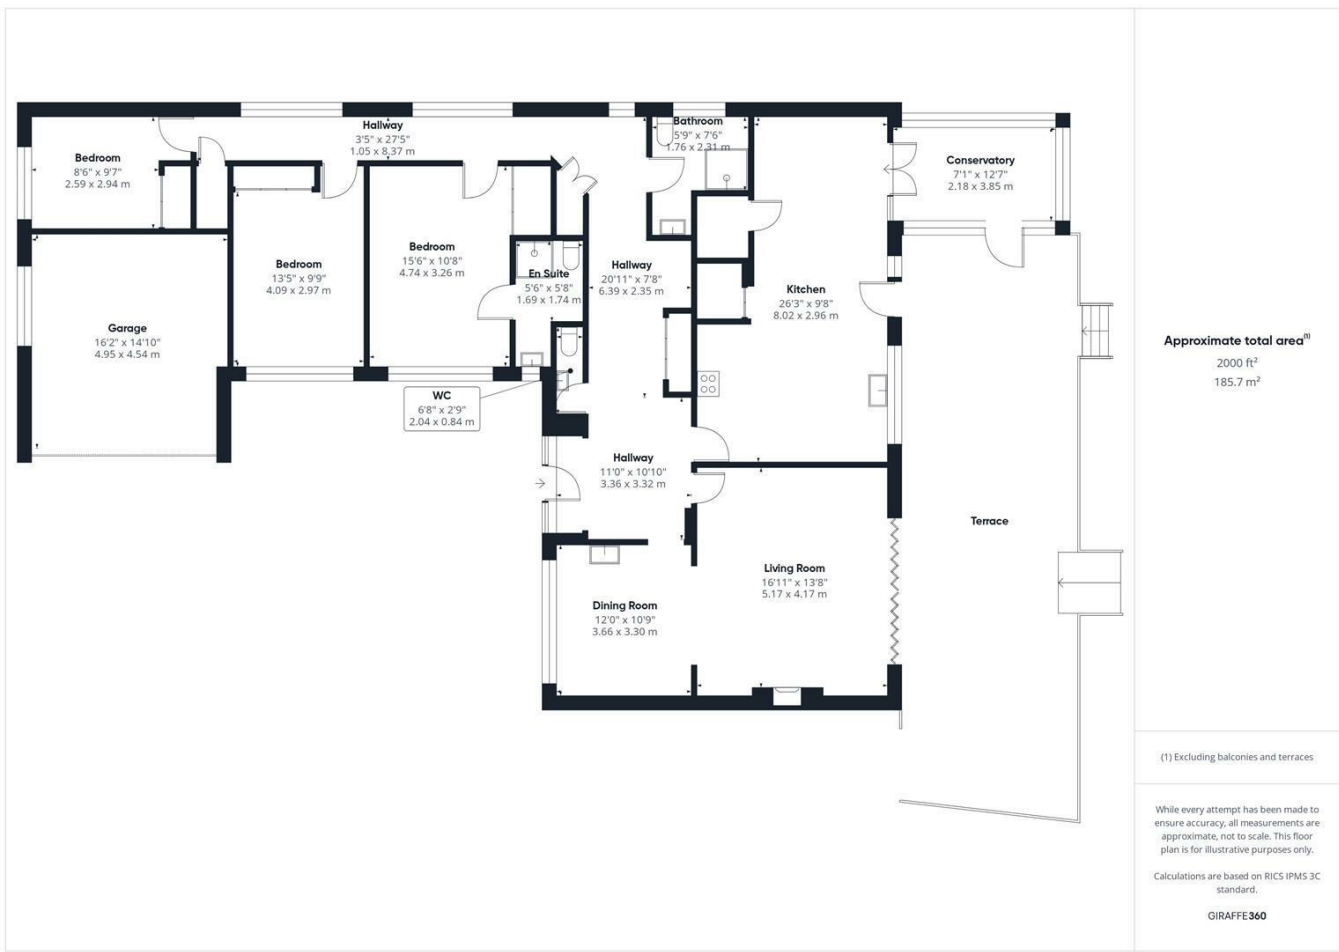 Hallway
3'5" x 27'5"
1.05 x 8.37 m
Bathroom
5'9" x 7'6"
1.76 x 2.31 m
Bedroom
8'6" x 9'7"
2.59 x 2.94 m
Conservatory
7'1" x 12'7"
2.18 x 3.85 m
Bedroom
13'5" x 9'9"
4.09 x 2.97 m
Bedroom
15'6" x 10'8"
4.74 x 3.26 m
En Suite
5'6" x 5'8"
1.69 x 1.74 m
Hallway
20'11" x 7'8"
6.39 x 2.35 m
Kitchen
26'3" x 9'8"
8.02 x 2.96 m
Garage
16'2" x 14'10"
4.95 x 4.54 m
WC
6'8" x 2'9"
2.04 x 0.84 m
Hallway
11'0" x 10'10"
3.36 x 3.32 m
Terrace
Living Room
16'11" x 13'8"
5.17 x 4.17 m
Dining Room
12'0" x 10'9"
3.66 x 3.30 m
Approximate total area(1)
2000 ft²
185.7 m²
(1) Excluding balconies and terraces
While every attempt has been made to
ensure accuracy, all measurements are
approximate, not to scale. This floor
plan is for illustrative purposes only.
Calculations are based on RICS IPMS 3C
standard.
GIRAFFE360